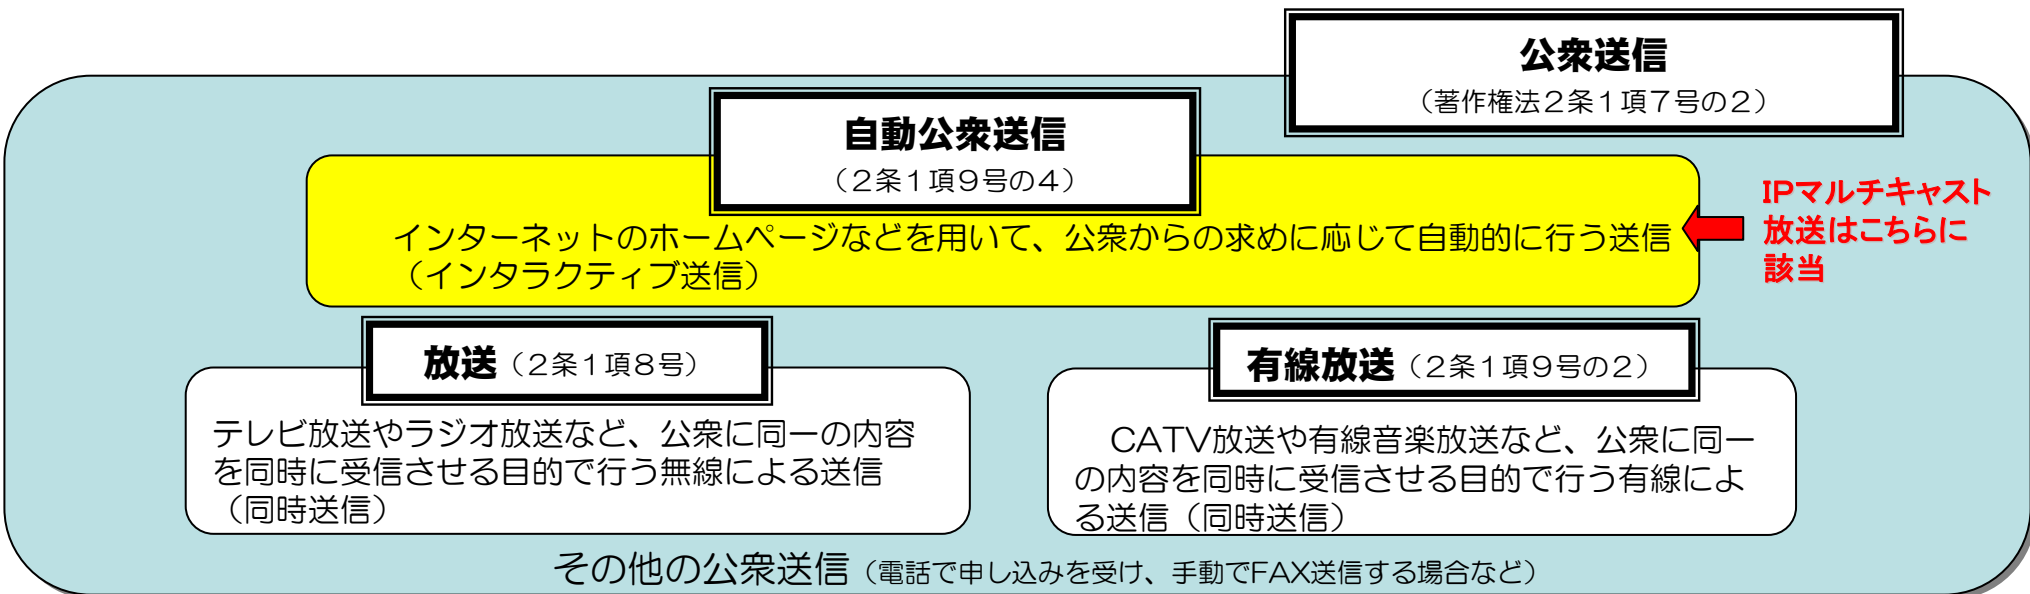 公衆送信
（著作権法２条１項７号の２）
自動公衆送信
（２条１項９号の４）
インターネットのホームページなどを用いて、公衆からの求めに応じて自動的に行う送信
（インタラクティブ送信）
IPマルチキャスト
放送はこちらに
該当
放送（２条１項８号）
テレビ放送やラジオ放送など、公衆に同一の内容
を同時に受信させる目的で行う無線による送信
（同時送信）
有線放送（２条１項９号の２）
CATV放送や有線音楽放送など、公衆に同一
の内容を同時に受信させる目的で行う有線によ
る送信（同時送信）
その他の公衆送信（電話で申し込みを受け、手動でFAX送信する場合など）